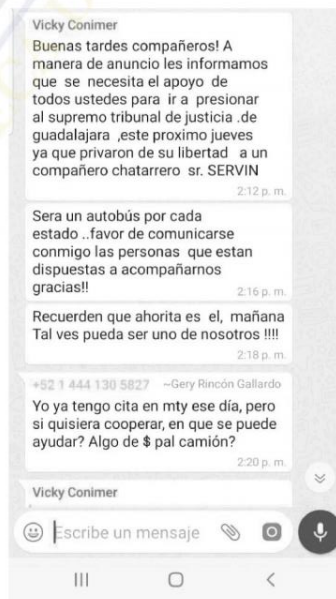 Vicky Conimer
Buenas tardes compañeros! A
manera de anuncio les informamos
que se necesita el apoyo de
todos ustedes para ir a presionar
al supremo tribunal de justicia .de
guadalajara ,este proximo jueves
ya que privaron de su libertad a un
compañero chatarrero sr. SERVIN
2:12 p. m.
Sera un autobús por cada
estado ..favor de comunicarse
conmigo las personas que estan
dispuestas a acompañarnos
gracias!!
2:16 p. m.
Recuerden que ahorita es el, mañana
Tal ves pueda ser uno de nosotros !!!!
2:18 p. m.
+52 1 444 130 5827 ~Gery Rincón Gallardo
Yo ya tengo cita en mty ese día, pero
si quisiera cooperar, en que se puede
ayudar? Algo de $ pal camión?
2:20 p. m.
Vicky Conimer
Escribe un mensaje